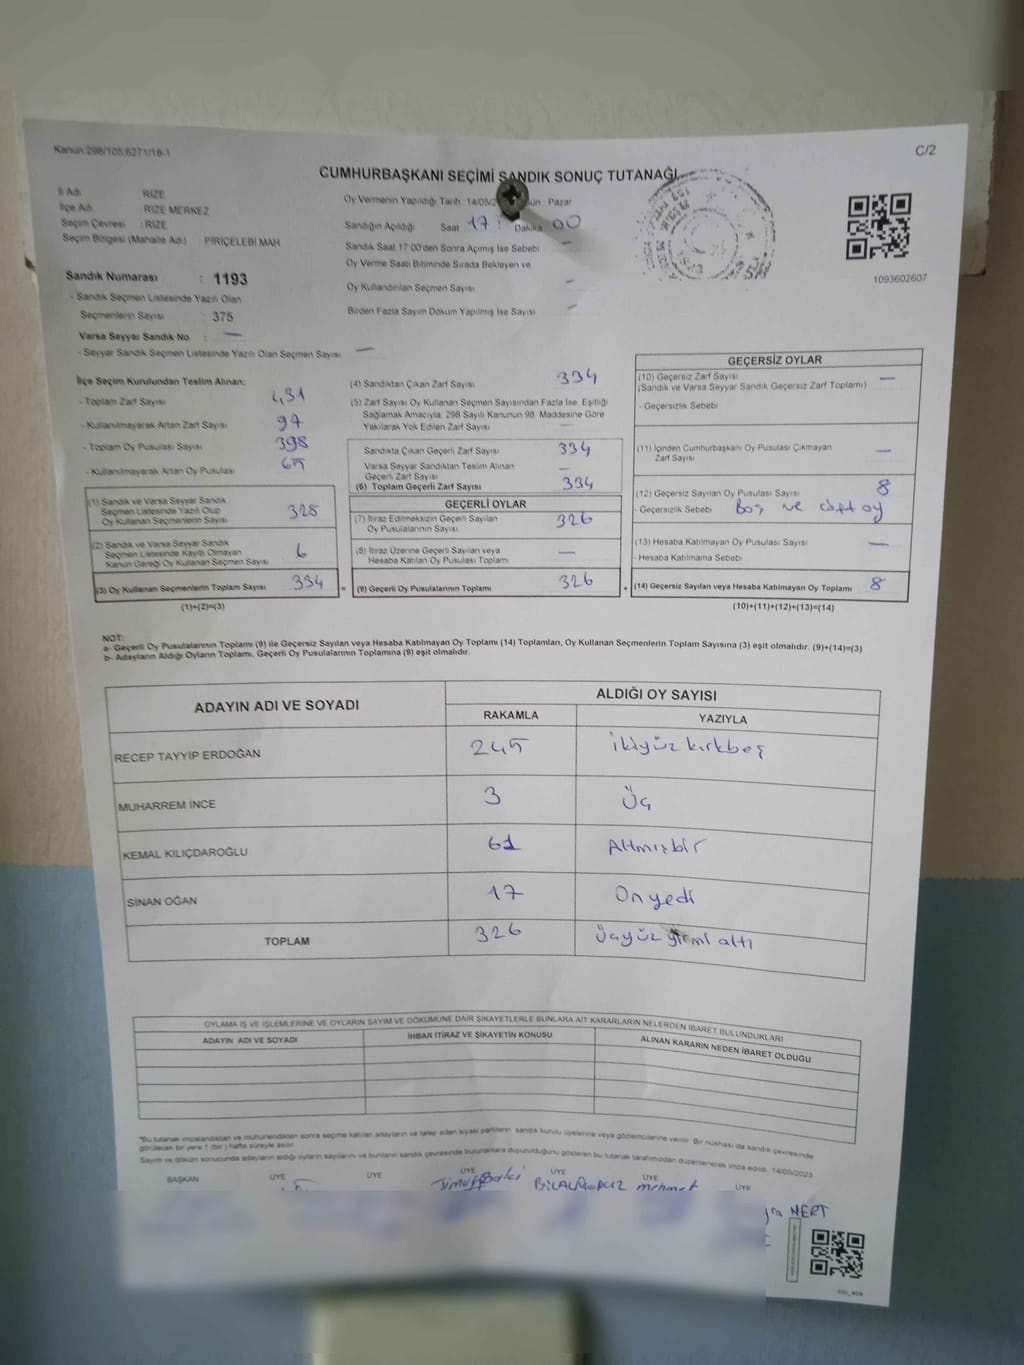 Kanun 298/105,6271/18-1
C/2
CUMHURBAŞKANI SEÇİMİ SANDIK SONUÇ TUTANAĞI
İl Adı RİZE
İlçe Adı RİZE MERKEZ
Seçim Çevresi : RİZE
Seçim Bölgesi (Mahalle Adı) PİRİÇELEBİ MAH
Oy Vermenin Yapıldığı Tarih :14/05/2 Pazar
Sandığın Açıldığı Saat 17 : Dakika 00
Sandık Saat 17:00'den Sonra Açmış İse Sebebi –
Oy Verme Saati Bitiminde Sırada Bekleyen ve
Oy Kullandırılan Seçmen Sayısı –
Birden Fazla Sayım Döküm Yapılmış İse Sayısı –
1093602607
Sandık Numarası : 1193
- Sandık Seçmen Listesinde Yazılı Olan
Seçmenlerin Sayısı : 375
Varsa Seyyar Sandık No : —
- Seyyar Sandık Seçmen Listesinde Yazılı Olan Seçmen Sayısı —
İlçe Seçim Kurulundan Teslim Alınan;
- Toplam Zarf Sayısı 431
- Kullanılmayarak Artan Zarf Sayısı 97
- Toplam Oy Pusulası Sayısı 398
- Kullanılmayarak Artan Oy Pusulası
(1) Sandık ve Varsa Seyyar Sandık
Seçmen Listesinde Yazılı Olup
Oy Kullanan Seçmenlerin Sayısı 328
(2) Sandık ve Varsa Seyyar Sandık
Seçmen Listesinde Kayıtlı Olmayan
Kanun Gereği Oy Kullanan Seçmen Sayısı 6
(3) Oy Kullanan Seçmenlerin Toplam Sayısı 334 =
(1)+(2)=(3)
(4) Sandıktan Çıkan Zarf Sayısı 334
(5) Zarf Sayısı Oy Kullanan Seçmen Sayısından Fazla İse, Eşitliği
Sağlamak Amacıyla, 298 Sayılı Kanunun 98. Maddesine Göre
Yakılarak Yok Edilen Zarf Sayısı —
Sandıkta Çıkan Geçerli Zarf Sayısı 334
Varsa Seyyar Sandıktan Teslim Alınan
Geçerli Zarf Sayısı —
(6) Toplam Geçerli Zarf Sayısı 334
GEÇERLİ OYLAR
(7) İtiraz Edilmeksizin Geçerli Sayılan
Oy Pusulalarının Sayısı 326
(8) İtiraz Üzerine Geçerli Sayılan veya
Hesaba Katılan Oy Pusulası Toplamı —
(9) Geçerli Oy Pusulalarının Toplamı 326 +
GEÇERSİZ OYLAR
(10) Geçersiz Zarf Sayısı —
(Sandık ve Varsa Seyyar Sandık Geçersiz Zarf Toplamı)
- Geçersizlik Sebebi
(11) İçinden Cumhurbaşkanı Oy Pusulası Çıkmayan
Zarf Sayısı —
(12) Geçersiz Sayılan Oy Pusulası Sayısı 8
- Geçersizlik Sebebi Boş ve çift oy
(13) Hesaba Katılmayan Oy Pusulası Sayısı —
- Hesaba Katılmama Sebebi
(14) Geçersiz Sayılan veya Hesaba Katılmayan Oy Toplamı 8
(10)+(11)+(12)+(13)=(14)
NOT:
a- Geçerli Oy Pusulalarının Toplamı (9) ile Geçersiz Sayılan veya Hesaba Katılmayan Oy Toplamı (14) Toplamları, Oy Kullanan Seçmenlerin Toplam Sayısına (3) eşit olmalıdır. (9)+(14)=(3)
b- Adayların Aldığı Oyların Toplamı, Geçerli Oy Pusulalarının Toplamına (9) eşit olmalıdır.
ADAYIN ADI VE SOYADI
ALDIĞI OY SAYISI
RAKAMLA YAZIYLA
RECEP TAYYİP ERDOĞAN 245 İkiyüz kırkbeş
MUHARREM İNCE 3 Üç
KEMAL KILIÇDAROĞLU 61 Altmışbir
SİNAN OĞAN 17 Onyedi
TOPLAM 326 Üçyüz yirmi altı
OYLAMA İŞ VE İŞLEMLERİNE VE OYLARIN SAYIM VE DÖKÜMÜNE DAİR ŞİKAYETLERLE BUNLARA AİT KARARLARIN NELERDEN İBARET BULUNDUKLARI
ADAYIN ADI VE SOYADI İHBAR İTİRAZ VE ŞİKAYETİN KONUSU ALINAN KARARIN NEDEN İBARET OLDUĞU
*Bu tutanak imzalandıktan ve mühürlendikten sonra seçime katılan adayların ve talep eden siyasi partilerin sandık kurulu üyelerine veya gözlemcilerine verilir. Bir nüshası da sandık çevresinde
görülecek bir yere 1 (bir) hafta süreyle asılır.
Sayım ve döküm sonucunda adayların aldığı oyların sayılarını ve bunların sandık çevresinde bulunanlara duyurulduğunu gösteren bu tutanak tarafımızdan düzenlenerek imza edildi. 14/05/2023
BAŞKAN ÜYE ÜYE ÜYE ÜYE ÜYE ÜYE
mehmet
MERT